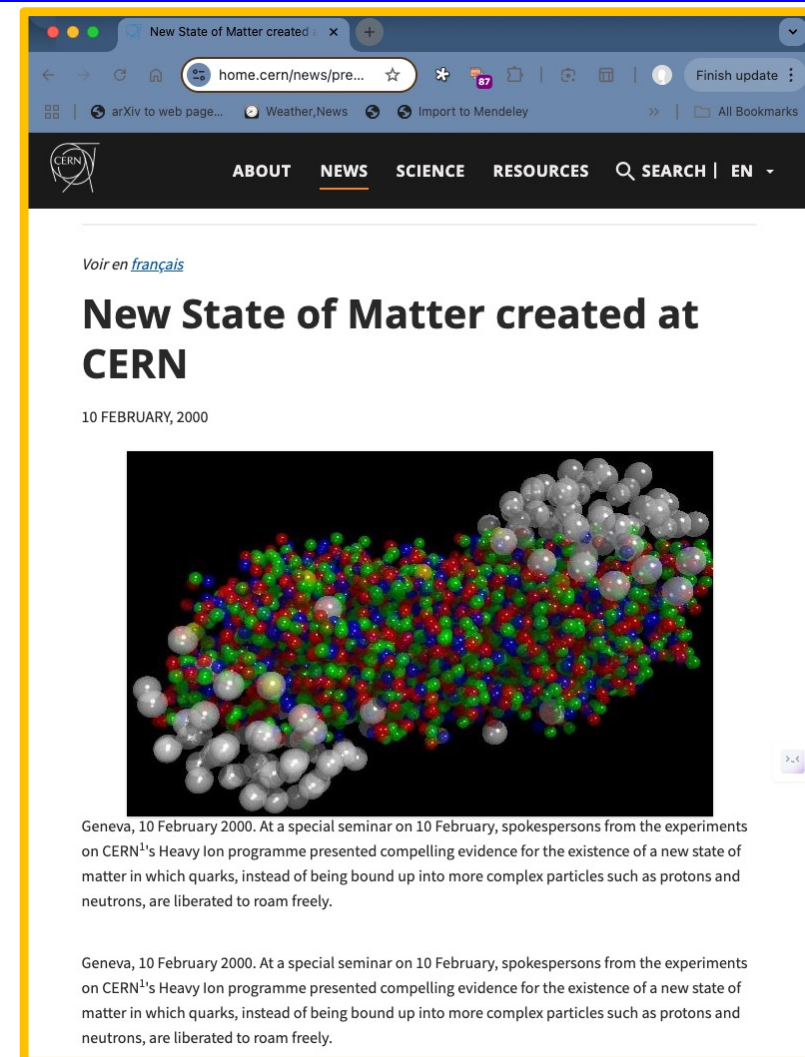 New State of Matter created a
home.cern/news/pre...
87
Finish update
arXiv to web page...
Weather,News
Import to Mendeley
»
All Bookmarks
CERN
ABOUT NEWS SCIENCE RESOURCES SEARCH | EN
Voir en français
New State of Matter created at
CERN
10 FEBRUARY, 2000
Geneva, 10 February 2000. At a special seminar on 10 February, spokespersons from the experiments
on CERN¹'s Heavy Ion programme presented compelling evidence for the existence of a new state of
matter in which quarks, instead of being bound up into more complex particles such as protons and
neutrons, are liberated to roam freely.
Geneva, 10 February 2000. At a special seminar on 10 February, spokespersons from the experiments
on CERN¹'s Heavy Ion programme presented compelling evidence for the existence of a new state of
matter in which quarks, instead of being bound up into more complex particles such as protons and
neutrons, are liberated to roam freely.